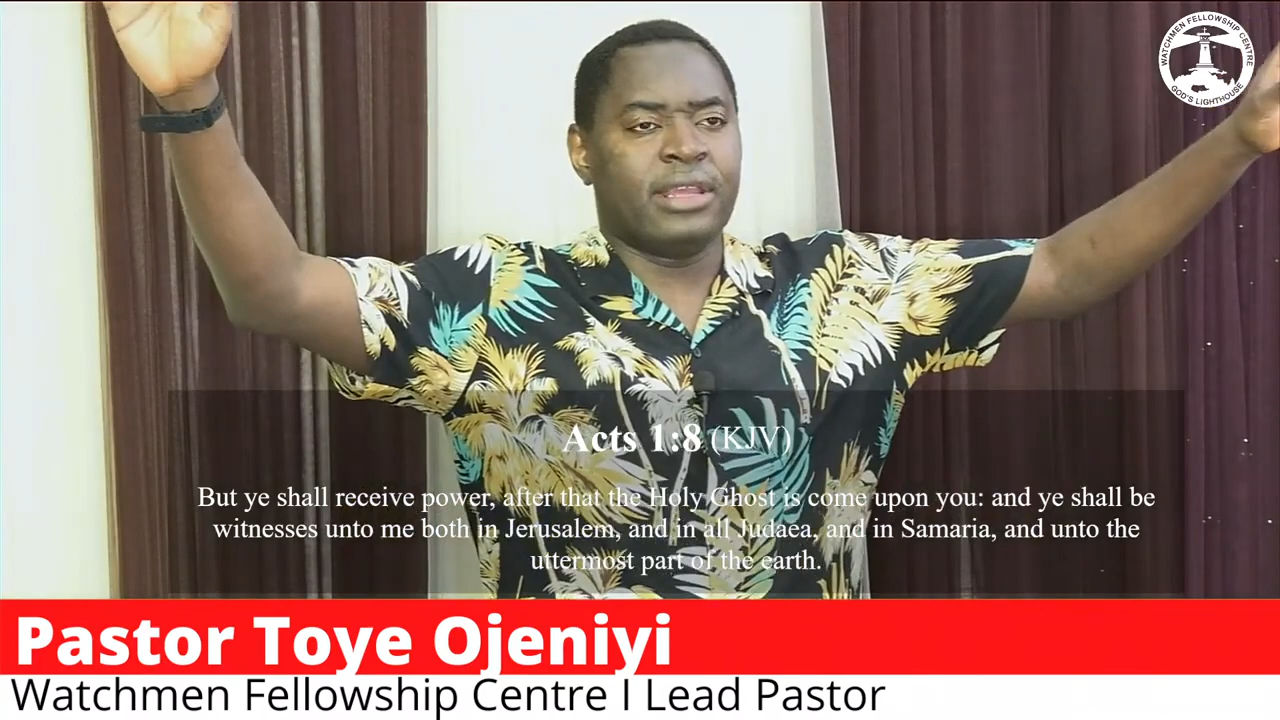 WATCHMEN FELLOWSHIP CENTRE
GOD'S LIGHTHOUSE
Acts 1:8 (KJV)
But ye shall receive power, after that the Holy Ghost is come upon you: and ye shall be
witnesses unto me both in Jerusalem, and in all Judaea, and in Samaria, and unto the
uttermost part of the earth.
Pastor Toye Ojeniyi
Watchmen Fellowship Centre I Lead Pastor